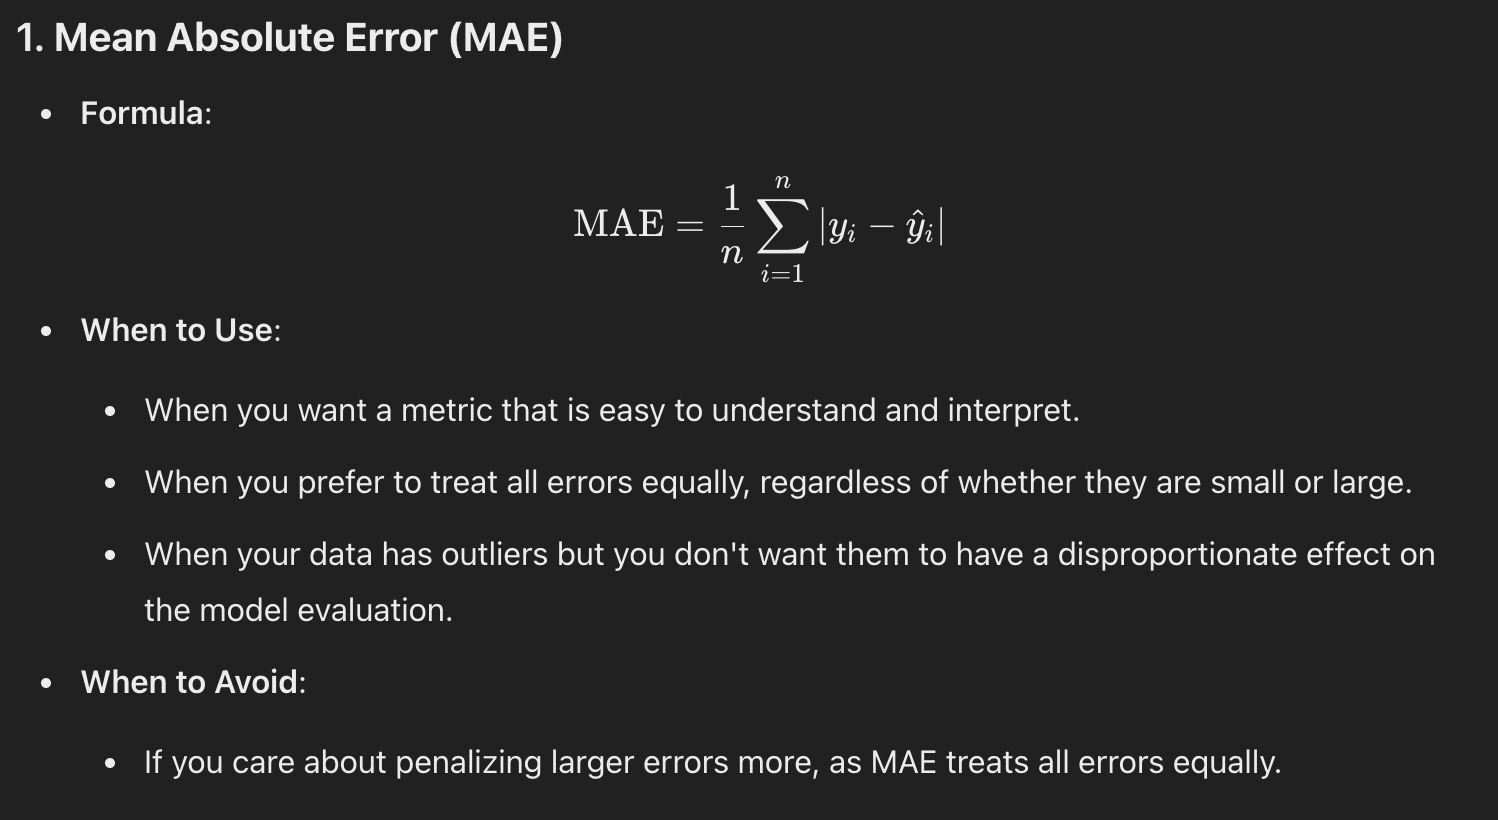 1. Mean Absolute Error (MAE)
• Formula:
MAE = \frac{1}{n} \sum_{i=1}^{n} |y_i - \hat{y}_i|
• When to Use:
• When you want a metric that is easy to understand and interpret.
• When you prefer to treat all errors equally, regardless of whether they are small or large.
• When your data has outliers but you don't want them to have a disproportionate effect on
the model evaluation.
• When to Avoid:
• If you care about penalizing larger errors more, as MAE treats all errors equally.